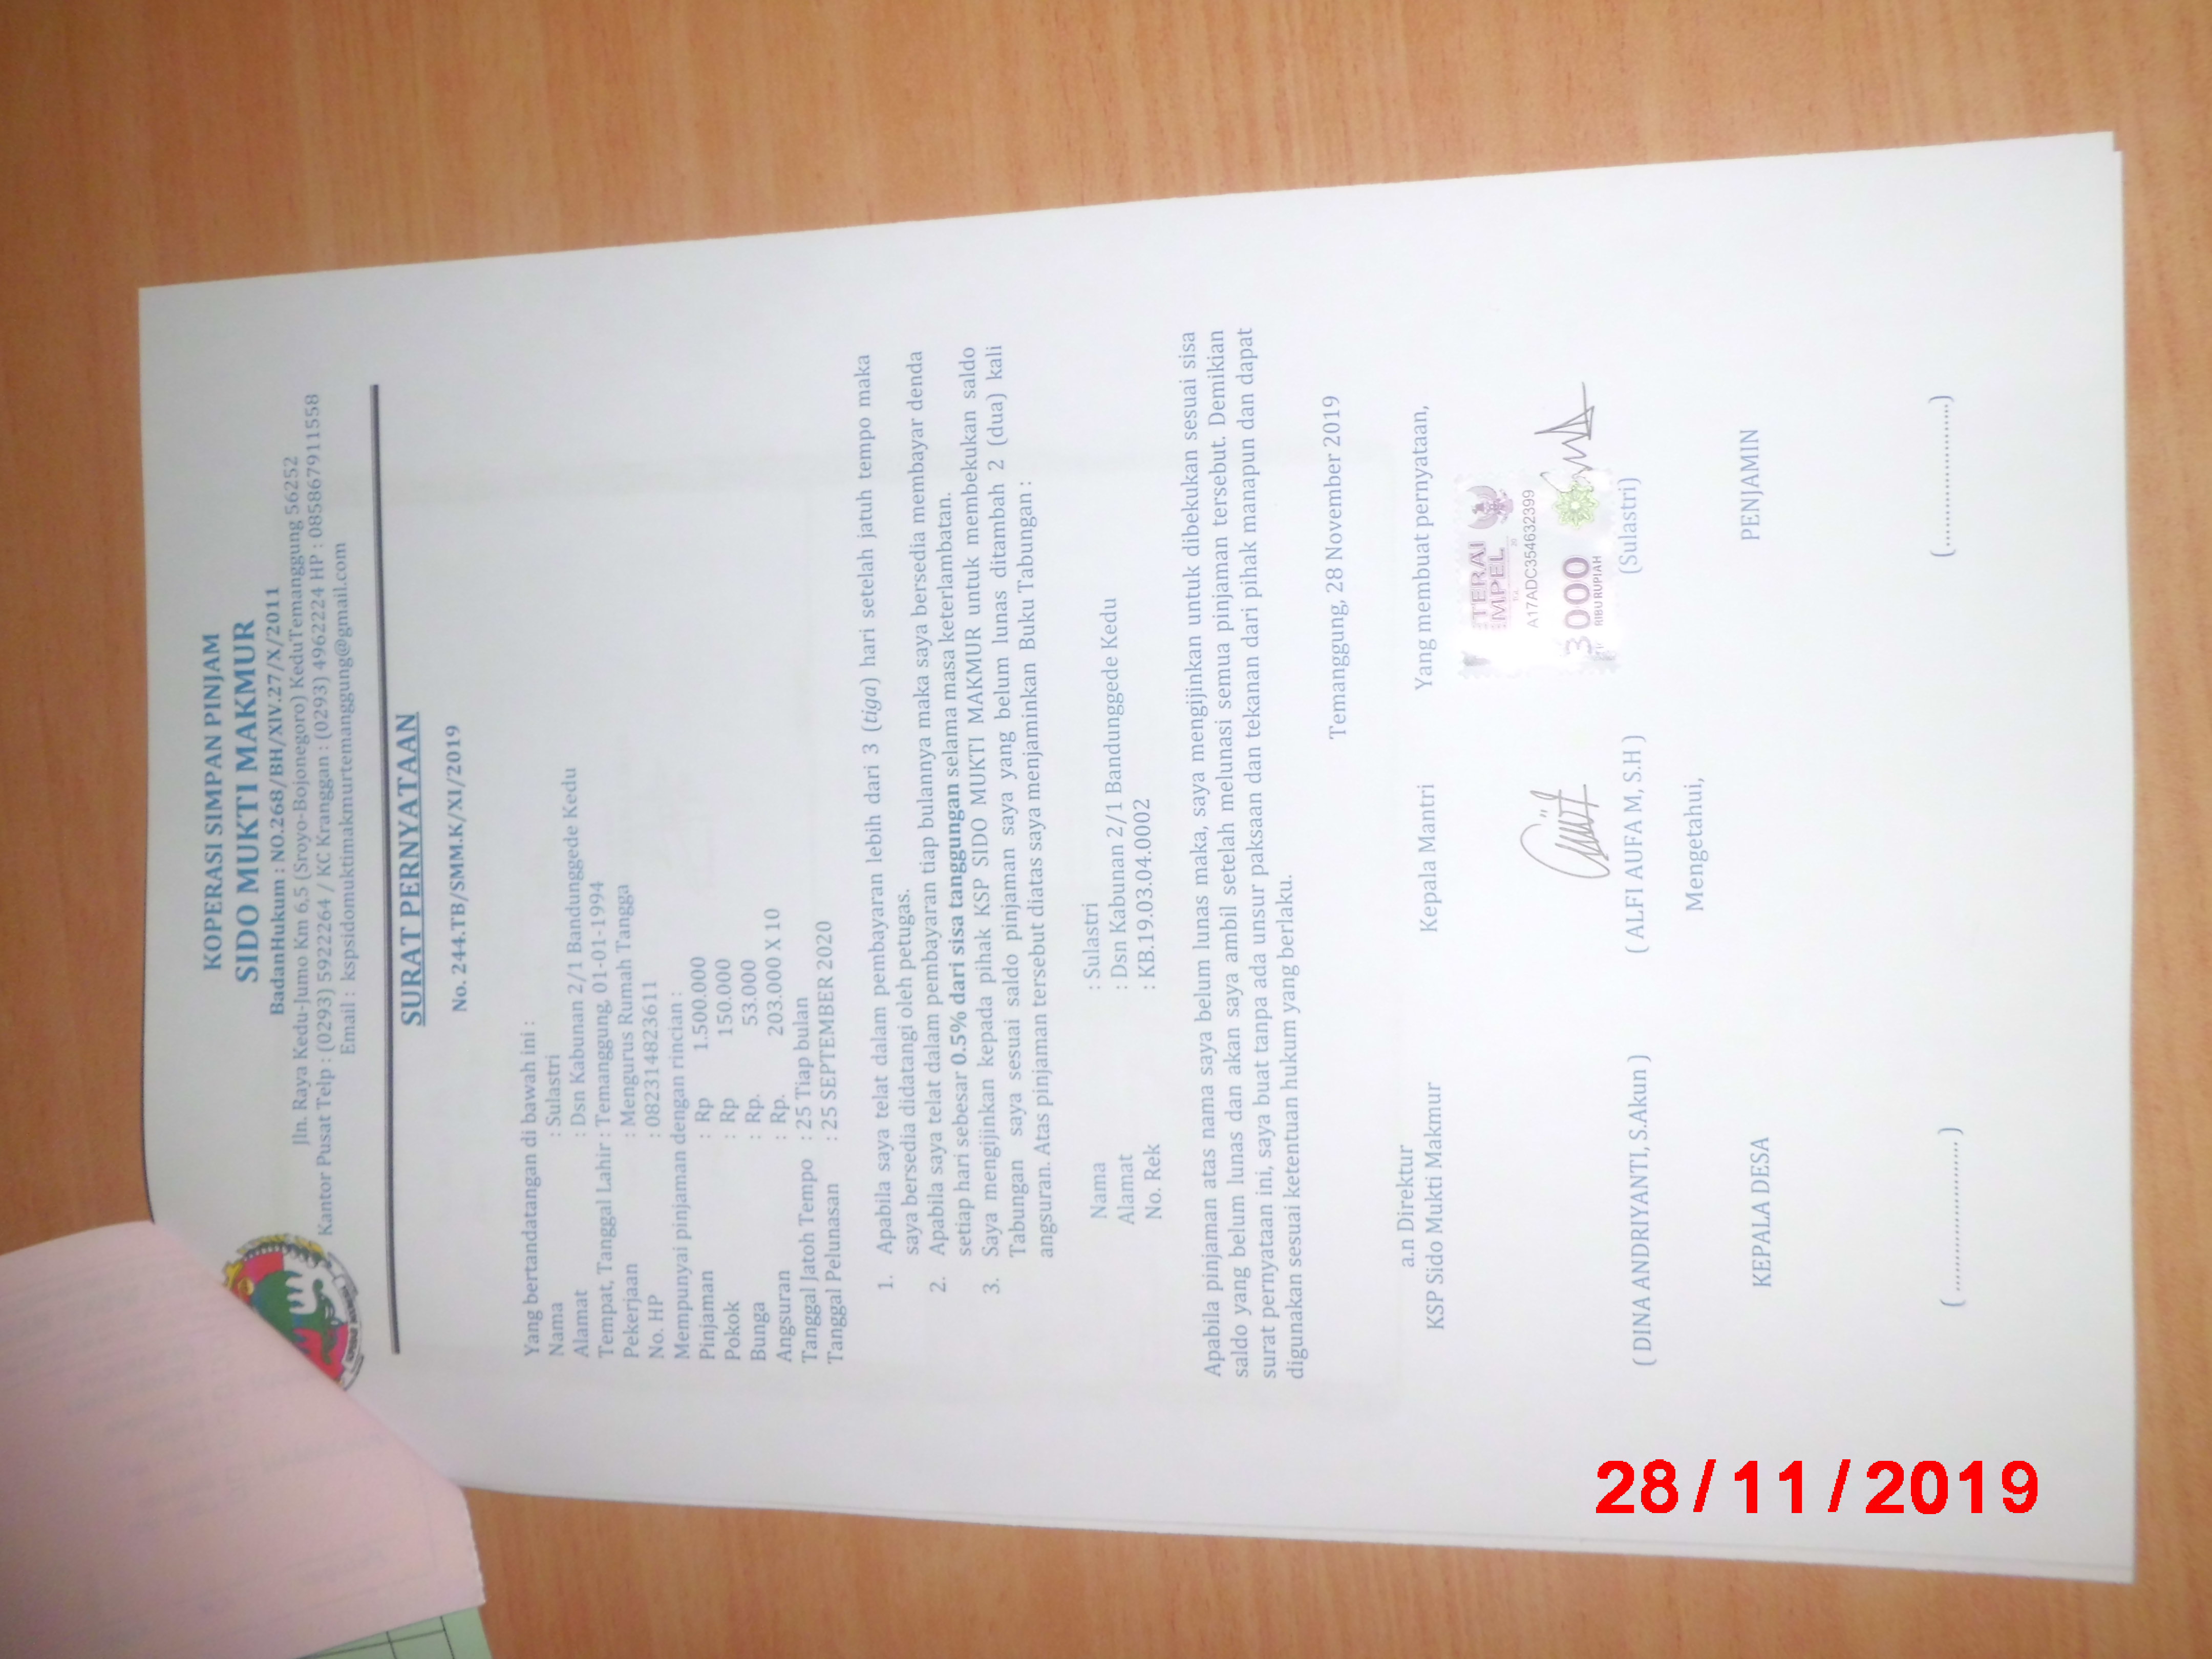 KOPERASI SIMPAN PINJAM
SIDO MUKTI MAKMUR
BadanHukum : NO.268/BH/XIV.27/X/2011
Jln. Raya Kedu-Jumo Km 6,5 (Sroyo-Bojonegoro) KeduTemanggung 56252
Kantor Pusat Telp : (0293) 5922264 / KC Kranggan : (0293) 4962224 HP : 085867911558
Email : kspsidomuktimakmurtemanggung@gmail.com
SURAT PERNYATAAN
No. 244.TB/SMM.K/XI/2019
Yang bertandatangan di bawah ini :
Nama : Sulastri
Alamat : Dsn Kabunan 2/1 Bandunggede Kedu
Tempat, Tanggal Lahir : Temanggung, 01-01-1994
Pekerjaan : Mengurus Rumah Tangga
No. HP : 082314823611
Mempunyai pinjaman dengan rincian :
Pinjaman : Rp 1.500.000
Pokok : Rp 150.000
Bunga : Rp. 53.000
Angsuran : Rp. 203.000 X 10
Tanggal Jatoh Tempo : 25 Tiap bulan
Tanggal Pelunasan : 25 SEPTEMBER 2020
1. Apabila saya telat dalam pembayaran lebih dari 3 (tiga) hari setelah jatuh tempo maka
saya bersedia didatangi oleh petugas.
2. Apabila saya telat dalam pembayaran tiap bulannya maka saya bersedia membayar denda
setiap hari sebesar 0.5% dari sisa tanggungan selama masa keterlambatan.
3. Saya mengijinkan kepada pihak KSP SIDO MUKTI MAKMUR untuk membekukan saldo
Tabungan saya sesuai saldo pinjaman saya yang belum lunas ditambah 2 (dua) kali
angsuran. Atas pinjaman tersebut diatas saya menjaminkan Buku Tabungan :
Nama : Sulastri
Alamat : Dsn Kabunan 2/1 Bandunggede Kedu
No. Rek : KB.19.03.04.0002
Apabila pinjaman atas nama saya belum lunas maka, saya mengijinkan untuk dibekukan sesuai sisa
saldo yang belum lunas dan akan saya ambil setelah melunasi semua pinjaman tersebut. Demikian
surat pernyataan ini, saya buat tanpa ada unsur paksaan dan tekanan dari pihak manapun dan dapat
digunakan sesuai ketentuan hukum yang berlaku.
Temanggung, 28 November 2019
a.n Direktur
KSP Sido Mukti Makmur Kepala Mantri Yang membuat pernyataan,
TERAI
MPEL
A17ADC354632399
3000
RIBU RUPIAH
( DINA ANDRIYANTI, S.Akun ) ( ALFI AUFA M, S.H ) (Sulastri)
Mengetahui,
KEPALA DESA PENJAMIN
( ........................ ) (........................)
28/11/2019